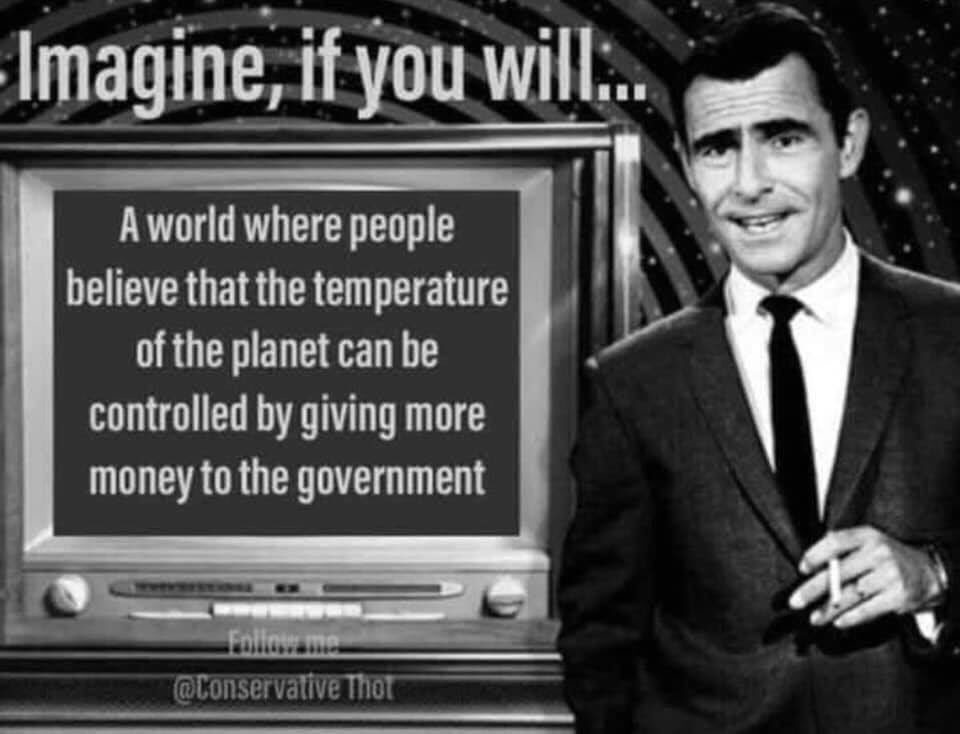 Imagine, if you will...
A world where people
believe that the temperature
of the planet can be
controlled by giving more
money to the government
Follow me
@Conservative Thot